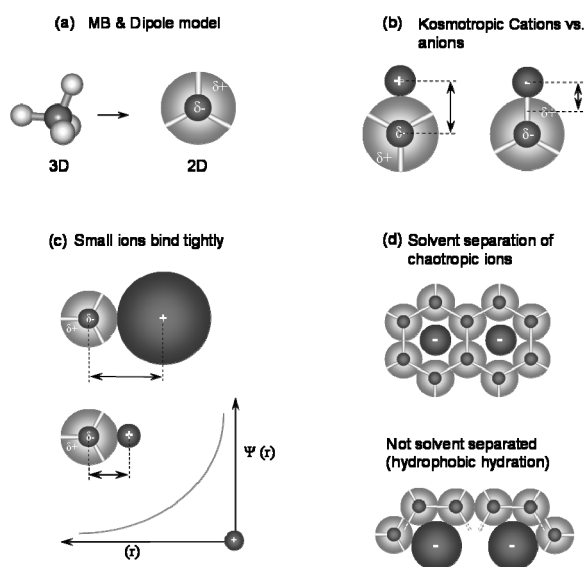 (a) MB & Dipole model
δ+
δ-
3D
2D
(b) Kosmotropic Cations vs.
anions
+
-
δ+
δ-
δ-
δ+
(c) Small ions bind tightly
δ-
+
δ+
δ-
+
δ+
Ψ (r)
(r)
+
(d) Solvent separation of
chaotropic ions
- -
Not solvent separated
(hydrophobic hydration)
- -